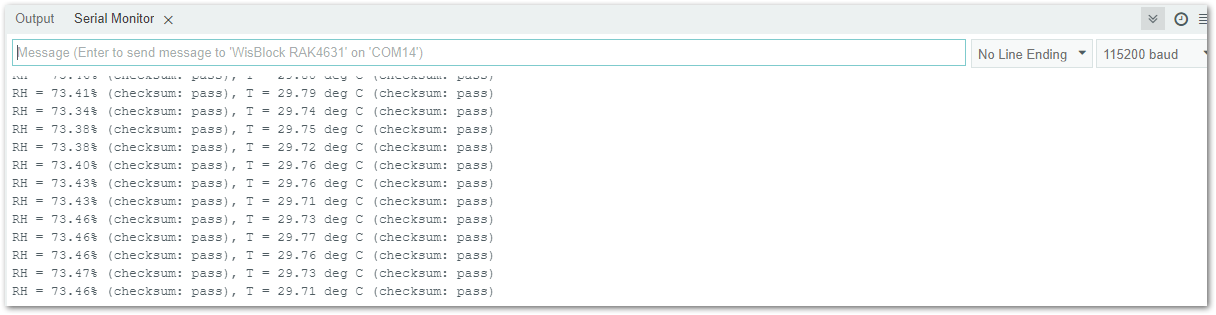 Output Serial Monitor ×
Message (Enter to send message to 'WisBlock RAK4631' on 'COM14') No Line Ending 115200 baud
RH = 73.41% (checksum: pass), T = 29.79 deg C (checksum: pass)
RH = 73.34% (checksum: pass), T = 29.74 deg C (checksum: pass)
RH = 73.38% (checksum: pass), T = 29.75 deg C (checksum: pass)
RH = 73.38% (checksum: pass), T = 29.72 deg C (checksum: pass)
RH = 73.40% (checksum: pass), T = 29.76 deg C (checksum: pass)
RH = 73.43% (checksum: pass), T = 29.76 deg C (checksum: pass)
RH = 73.43% (checksum: pass), T = 29.71 deg C (checksum: pass)
RH = 73.46% (checksum: pass), T = 29.73 deg C (checksum: pass)
RH = 73.46% (checksum: pass), T = 29.77 deg C (checksum: pass)
RH = 73.46% (checksum: pass), T = 29.76 deg C (checksum: pass)
RH = 73.47% (checksum: pass), T = 29.73 deg C (checksum: pass)
RH = 73.46% (checksum: pass), T = 29.71 deg C (checksum: pass)